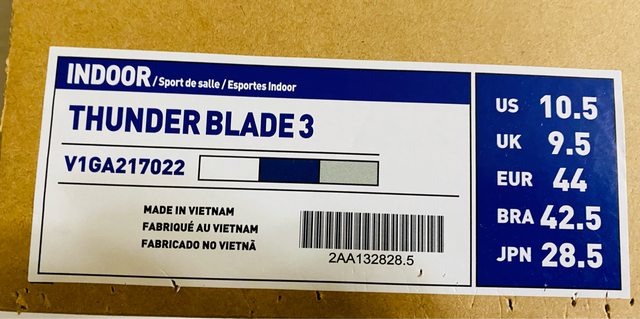 INDOOR / Sport de salle / Esportes Indoor
THUNDER BLADE 3
V1GA217022
MADE IN VIETNAM
FABRIQUÉ AU VIETNAM
FABRICADO NO VIETNÃ
2AA132828.5
US 10.5
UK 9.5
EUR 44
BRA 42.5
JPN 28.5